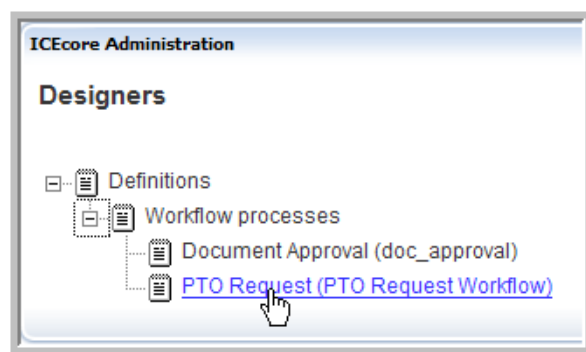 ICEcore Administration
Designers
Definitions
Workflow processes
Document Approval (doc_approval)
PTO Request (PTO Request Workflow)